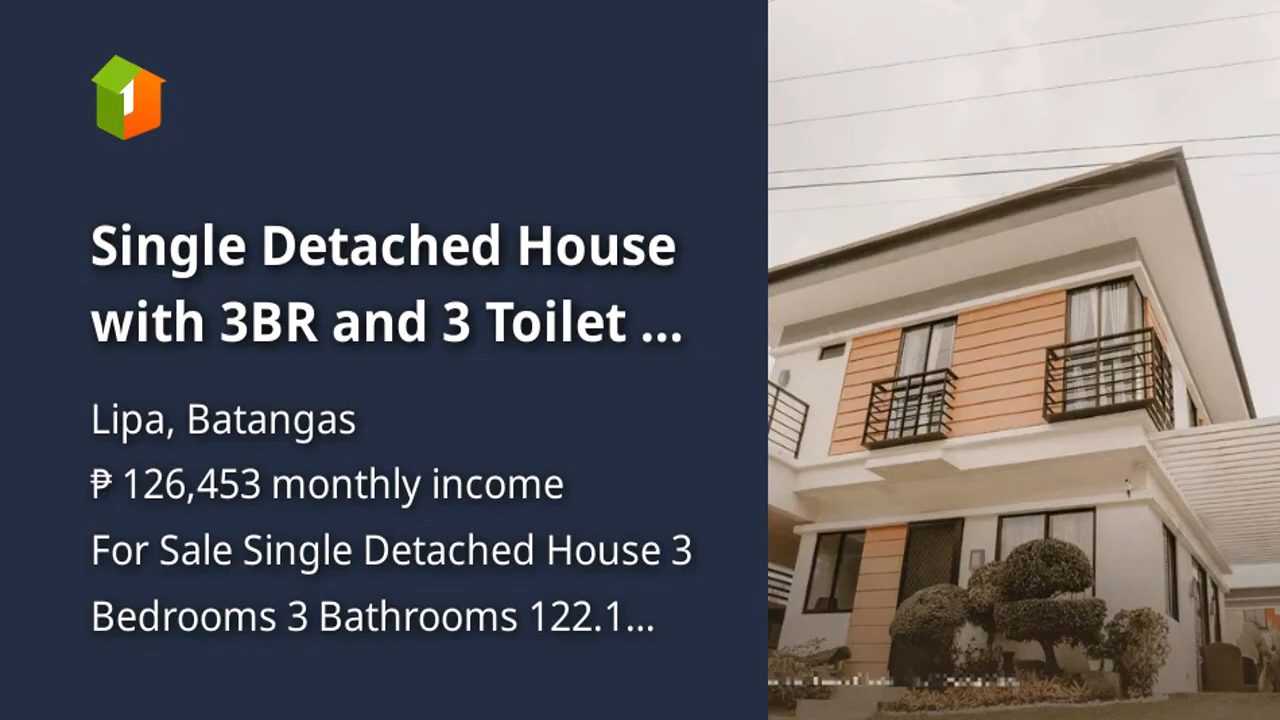 Single Detached House
with 3BR and 3 Toilet ...
Lipa, Batangas
₱ 126,453 monthly income
For Sale Single Detached House 3
Bedrooms 3 Bathrooms 122.1...